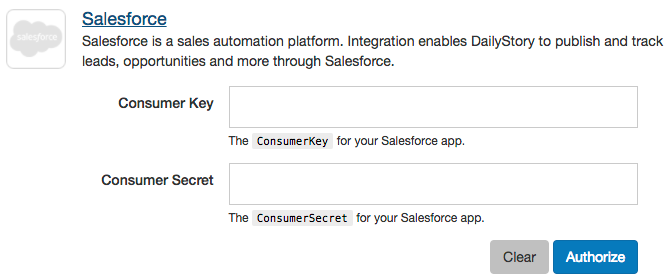 salesforce
Salesforce
Salesforce is a sales automation platform. Integration enables DailyStory to publish and track
leads, opportunities and more through Salesforce.
Consumer Key
The ConsumerKey for your Salesforce app.
Consumer Secret
The ConsumerSecret for your Salesforce app.
Clear Authorize